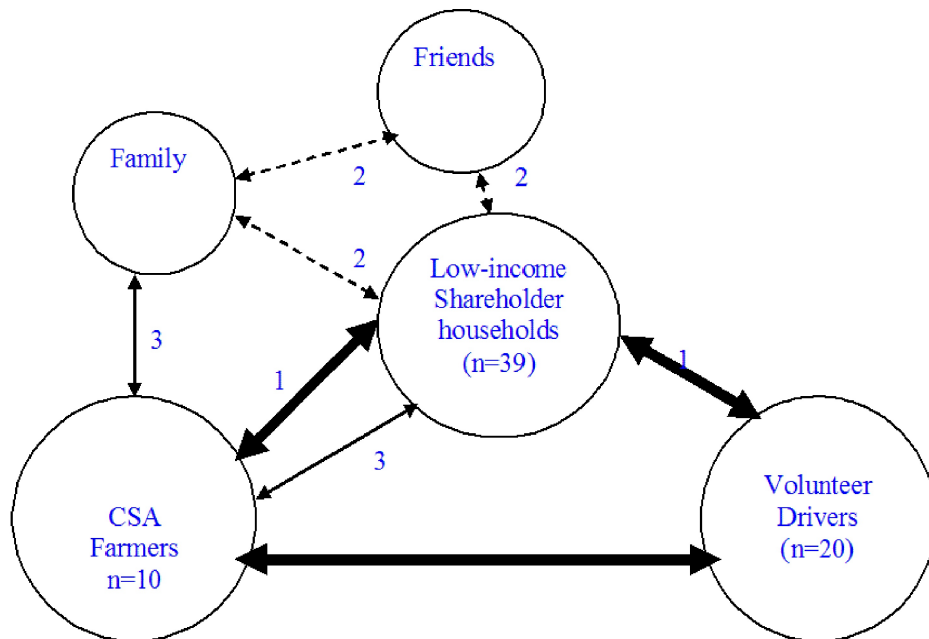 Friends
Family
2
2
2
Low-income
Shareholder
households
(n=39)
3
1
1
3
CSA
Farmers
n=10
Volunteer
Drivers
(n=20)